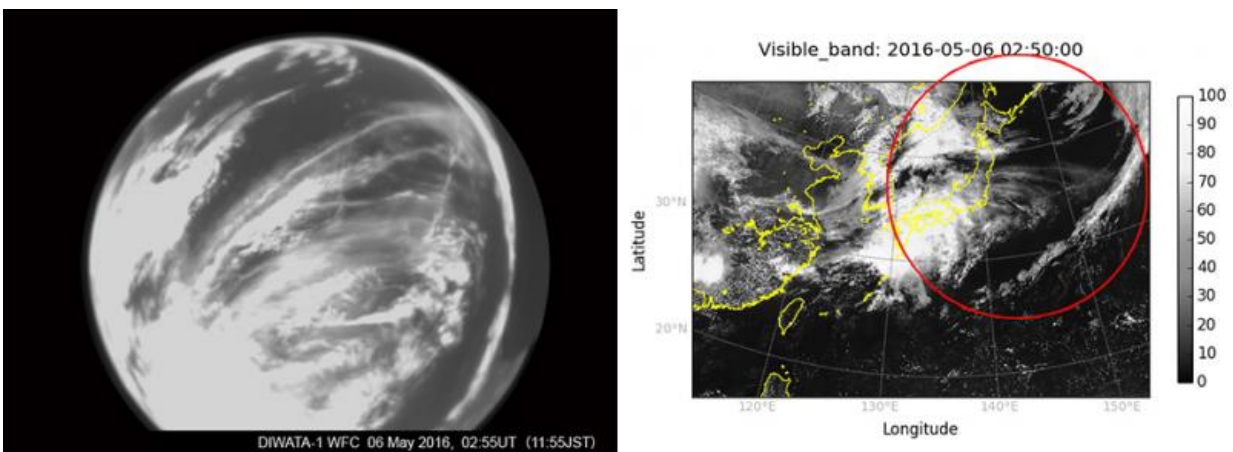 DIWATA-1 WFC 06 May 2016, 02:55UT (11:55JST)
Visible_band: 2016-05-06 02:50:00
100
90
80
70
60
50
40
30
20
10
0
30°N
20°N
Latitude
120°E 130°E 140°E 150°E
Longitude